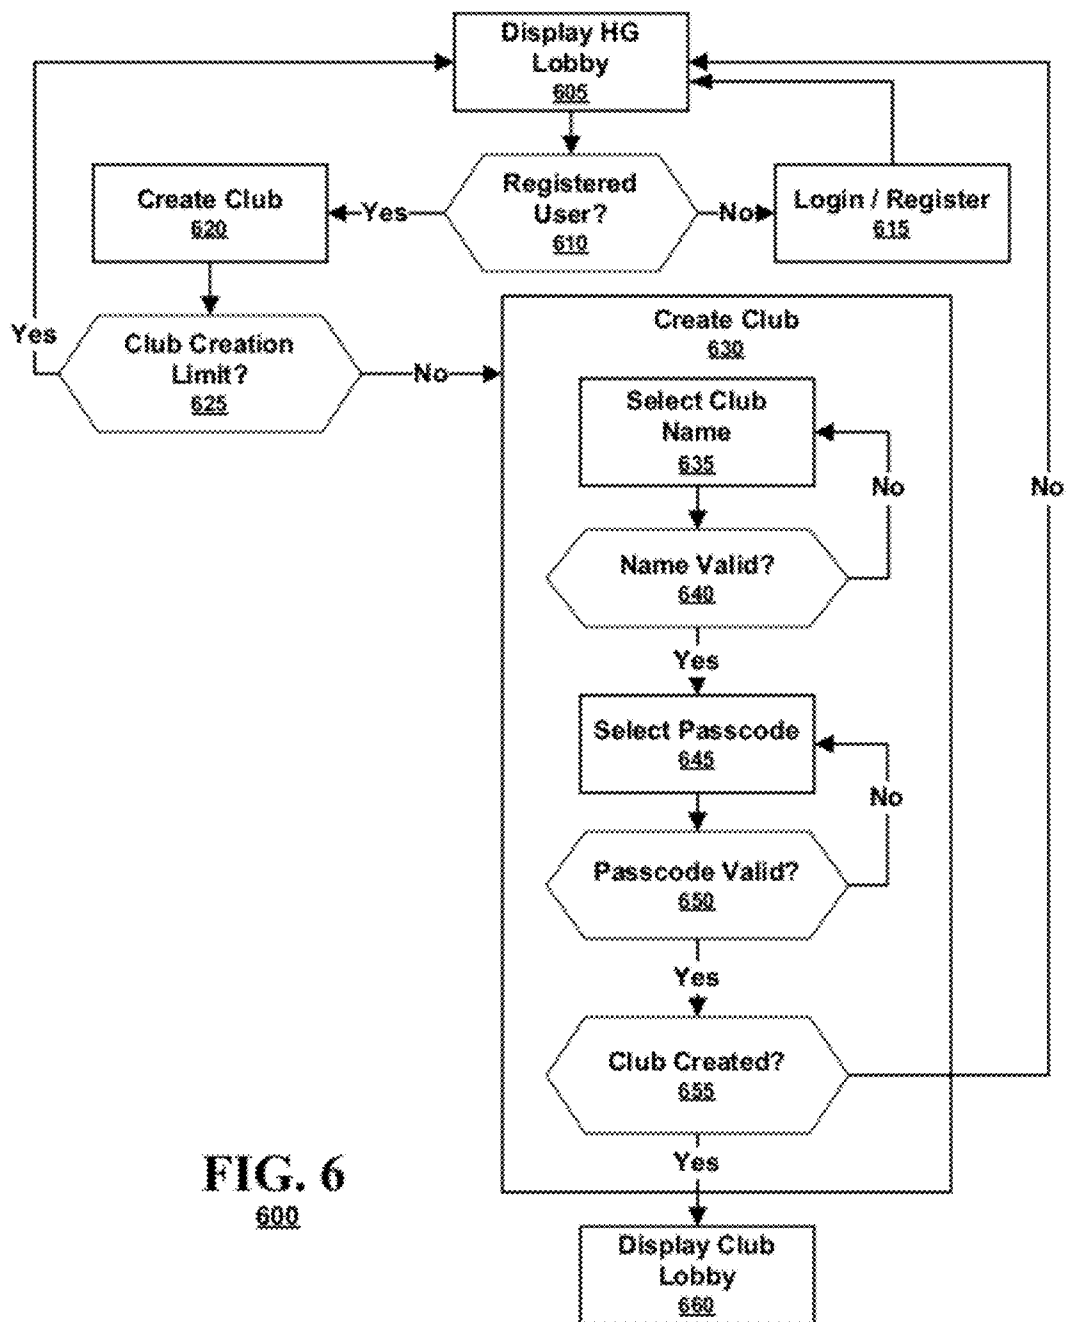 Display HG
Lobby
605
Registered
User?
610
Create Club
620
Yes
No
Login / Register
615
Yes
Club Creation
Limit?
625
No
Create Club
630
Select Club
Name
635
No
No
Name Valid?
640
Yes
Select Passcode
645
No
Passcode Valid?
650
Yes
Club Created?
655
Yes
FIG. 6
600
Display Club
Lobby
660